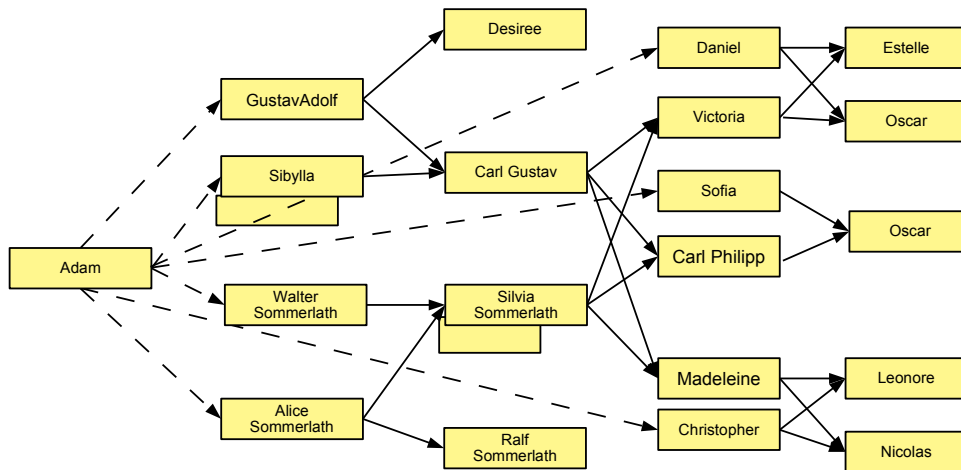 Desiree
Daniel
Estelle
GustavAdolf
Victoria
Oscar
Sibylla
Carl Gustav
Sofia
Oscar
Adam
Carl Philipp
Walter
Sommerlath
Silvia
Sommerlath
Madeleine
Leonore
Alice
Sommerlath
Christopher
Ralf
Sommerlath
Nicolas